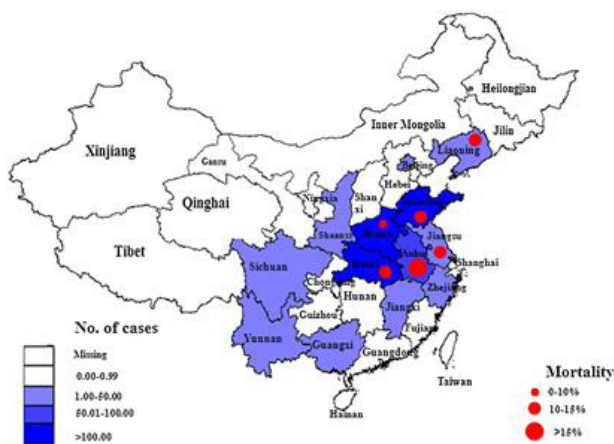 Heilongjian
Jilin
Inner Mongolia
Liaoning
Xinjiang
Gansu
Beijing
Hebei
Ningxia
Shan
xi
Qinghai
Shaanxi
Henan
Jiangsu
Tibet
Sichuan
Hubei
Anhui
Shanghai
Chongqing
Zhejiang
Hunan
Jiangxi
Guizhou
Fujian
Yunnan
Guangxi
Guangdong
Taiwan
Hainan
No. of cases
Missing
0.00-0.99
1.00-50.00
50.01-100.00
>100.00
Mortality
0-10%
10-15%
>15%